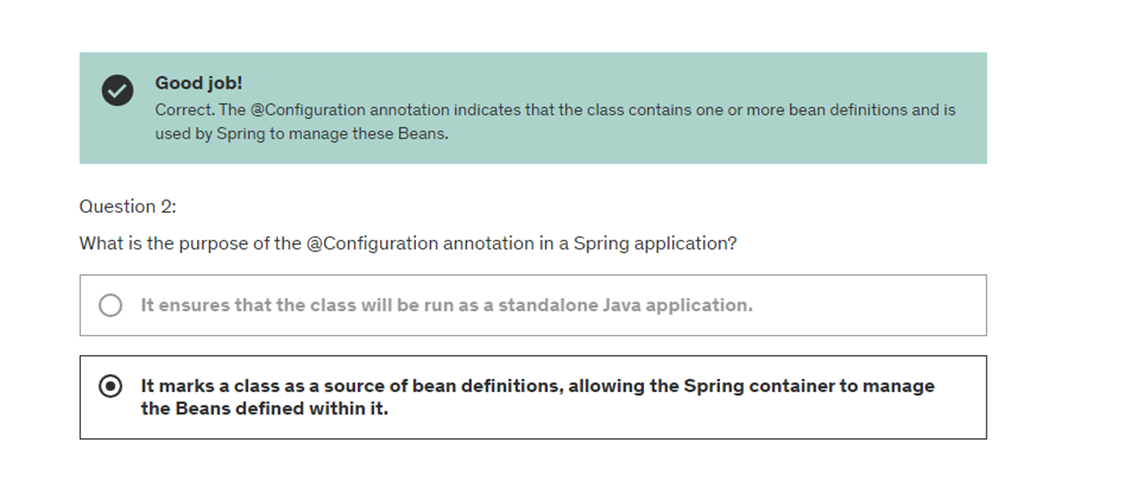 Good job!
Correct. The @Configuration annotation indicates that the class contains one or more bean definitions and is
used by Spring to manage these Beans.
Question 2:
What is the purpose of the @Configuration annotation in a Spring application?
It ensures that the class will be run as a standalone Java application.
It marks a class as a source of bean definitions, allowing the Spring container to manage
the Beans defined within it.